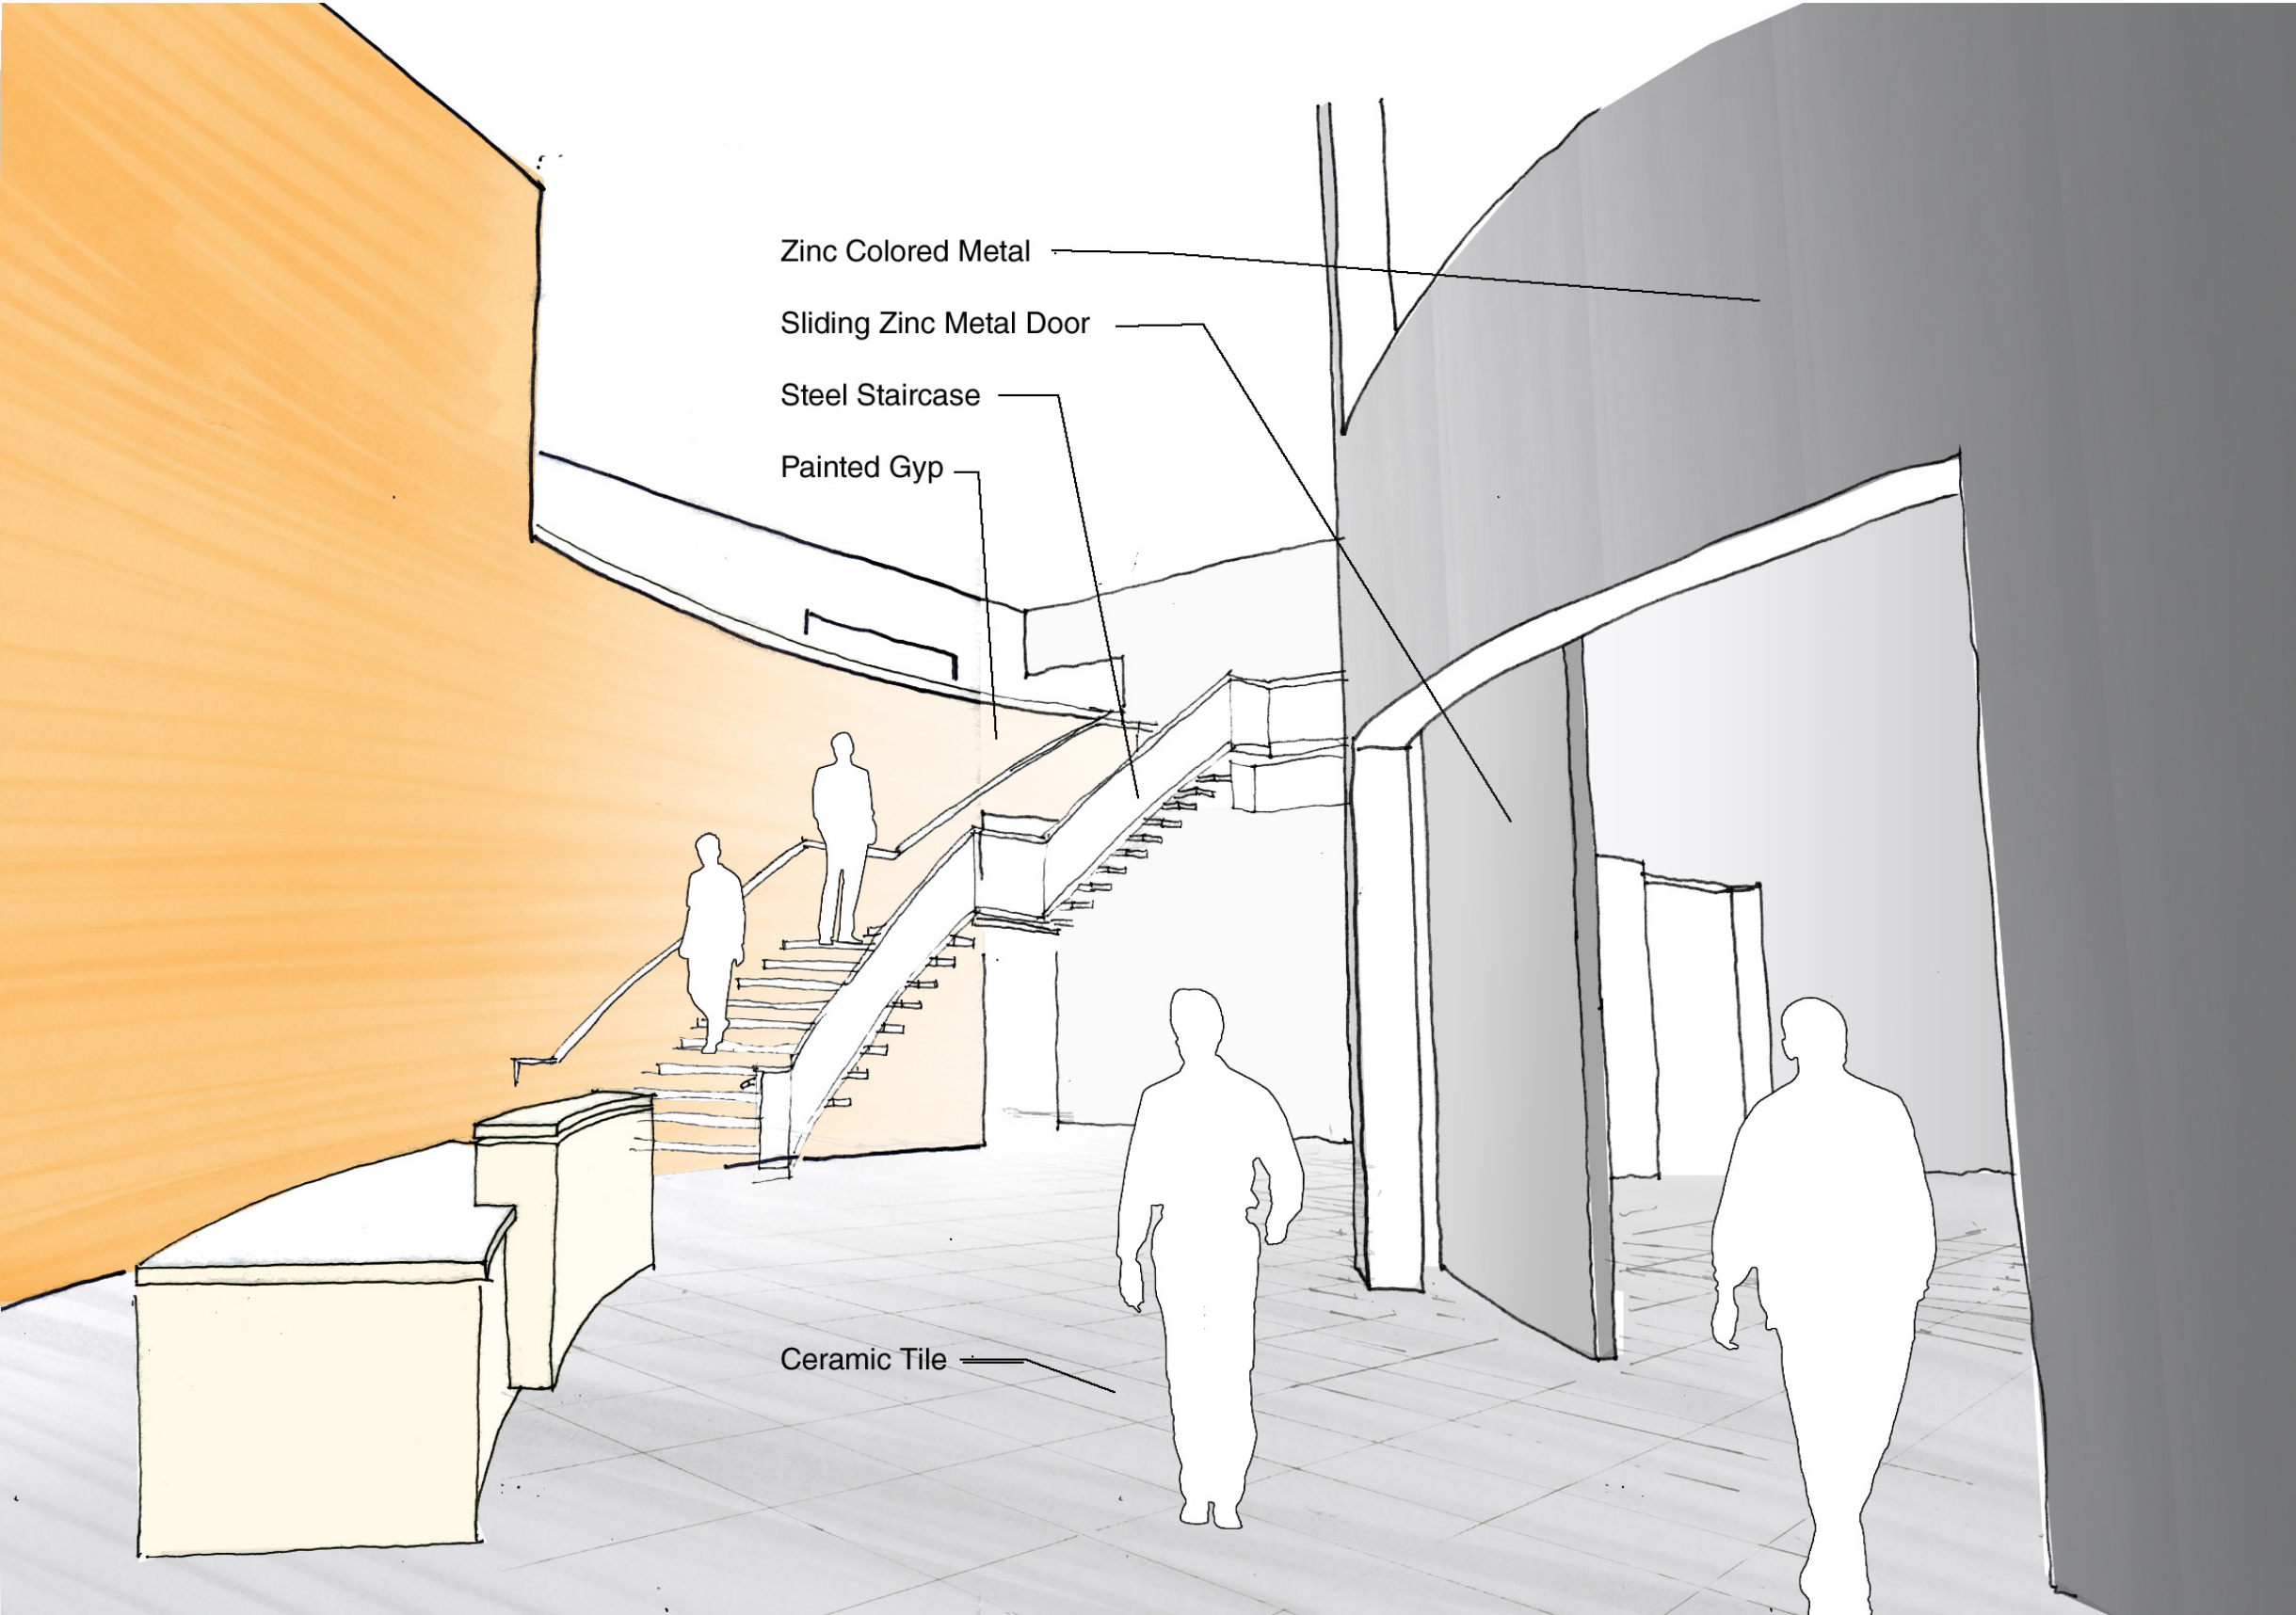 Zinc Colored Metal
Sliding Zinc Metal Door
Steel Staircase
Painted Gyp
Ceramic Tile